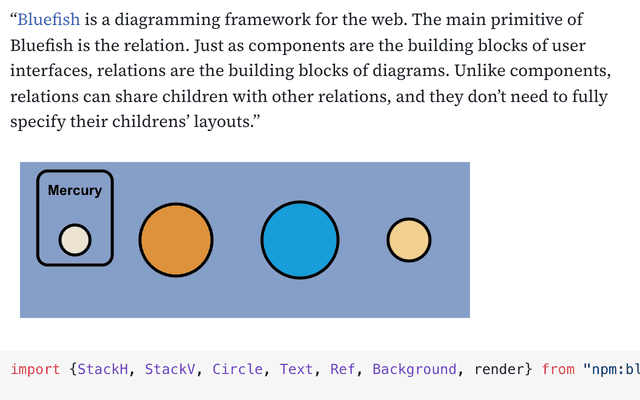 “Bluefish is a diagramming framework for the web. The main primitive of
Bluefish is the relation. Just as components are the building blocks of user
interfaces, relations are the building blocks of diagrams. Unlike components,
relations can share children with other relations, and they don’t need to fully
specify their childrens’ layouts.”
Mercury
import {StackH, StackV, Circle, Text, Ref, Background, render} from "npm:bl